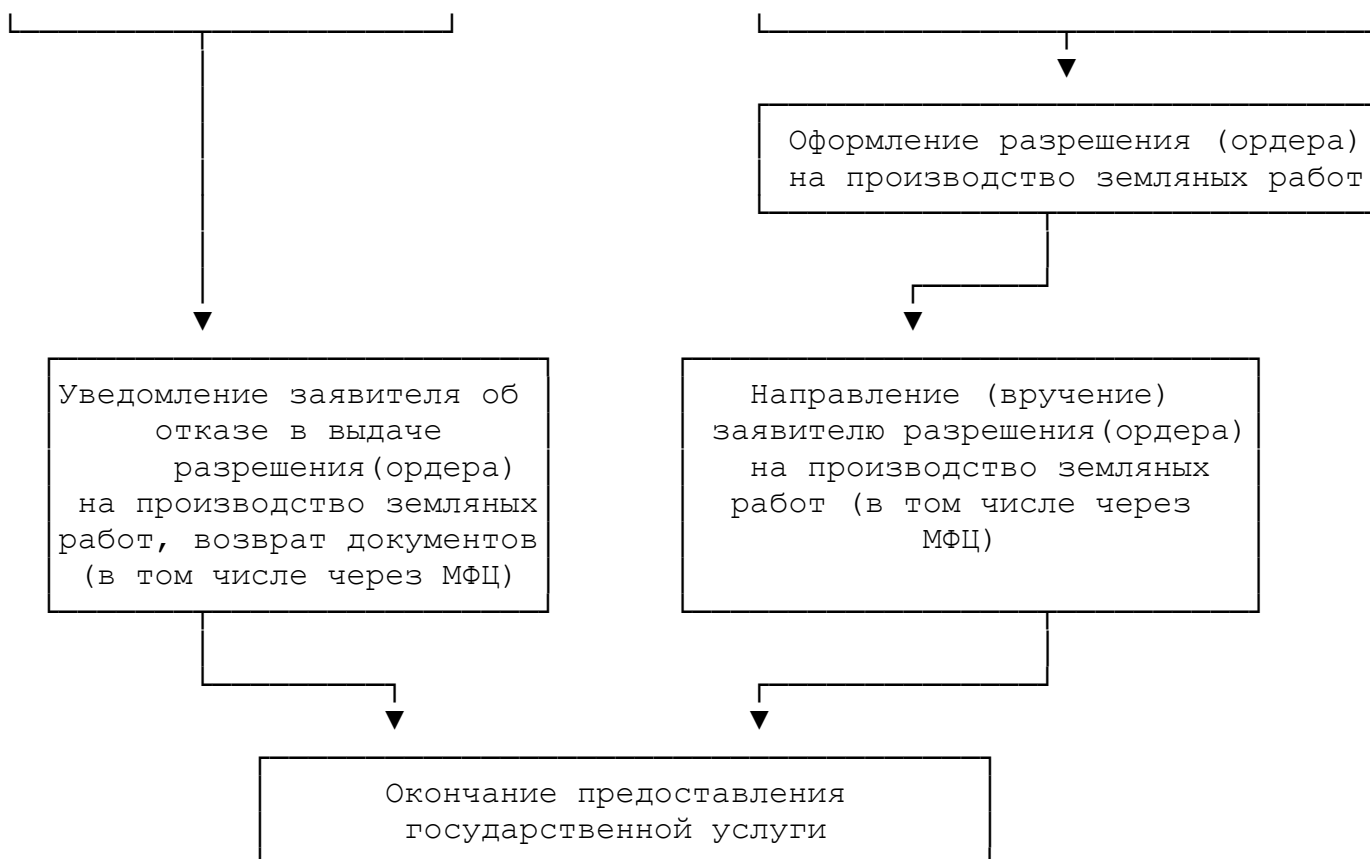 Оформление разрешения (ордера)
на производство земляных работ
Уведомление заявителя об
отказе в выдаче
разрешения(ордера)
на производство земляных
работ, возврат документов
(в том числе через МФЦ)
Направление (вручение)
заявителю разрешения(ордера)
на производство земляных
работ (в том числе через
МФЦ)
Окончание предоставления
государственной услуги